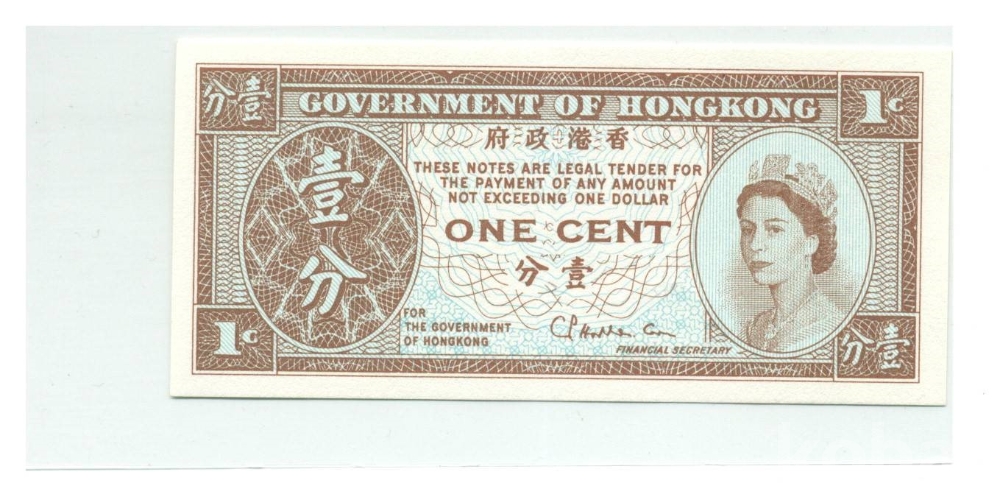 分壹
GOVERNMENT OF HONGKONG
1c
府政港香
THESE NOTES ARE LEGAL TENDER FOR
THE PAYMENT OF ANY AMOUNT
NOT EXCEEDING ONE DOLLAR
壹
分
ONE CENT
分壹
FOR
THE GOVERNMENT
OF HONGKONG
FINANCIAL SECRETARY
1c
分壹